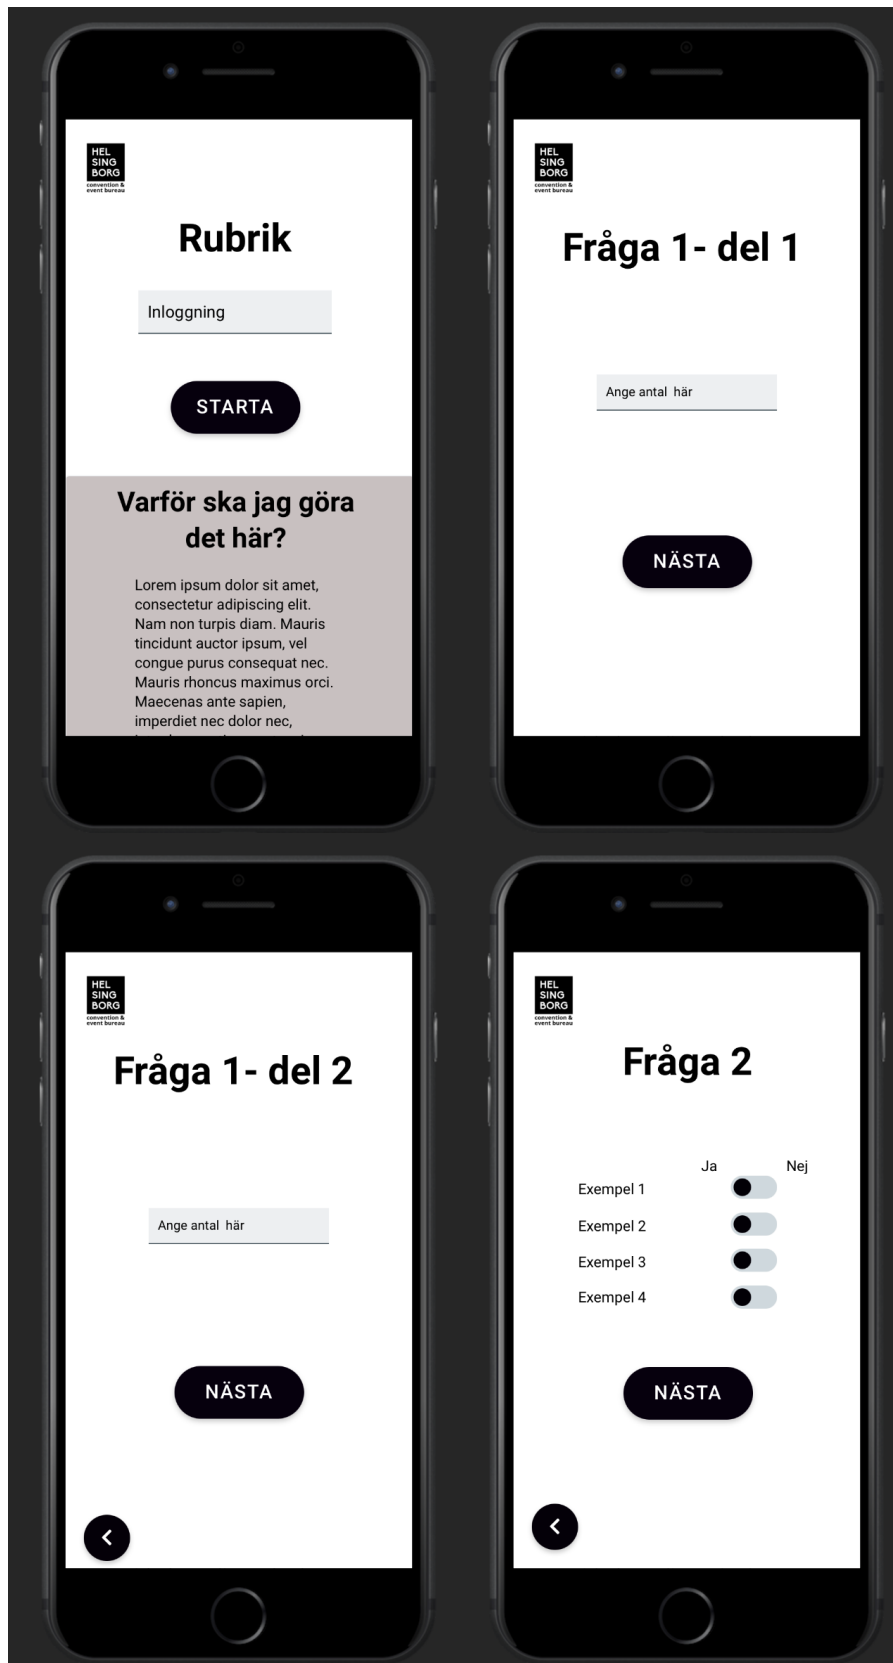 HEL
SING
BORG
convention &
event bureau
Rubrik
Inloggning
STARTA
Varför ska jag göra
det här?
Lorem ipsum dolor sit amet,
consectetur adipiscing elit.
Nam non turpis diam. Mauris
tincidunt auctor ipsum, vel
congue purus consequat nec.
Mauris rhoncus maximus orci.
Maecenas ante sapien,
imperdiet nec dolor nec,
HEL
SING
BORG
convention &
event bureau
Fråga 1- del 1
Ange antal här
NÄSTA
HEL
SING
BORG
convention &
event bureau
Fråga 1- del 2
Ange antal här
NÄSTA
HEL
SING
BORG
convention &
event bureau
Fråga 2
Ja Nej
Exempel 1
Exempel 2
Exempel 3
Exempel 4
NÄSTA